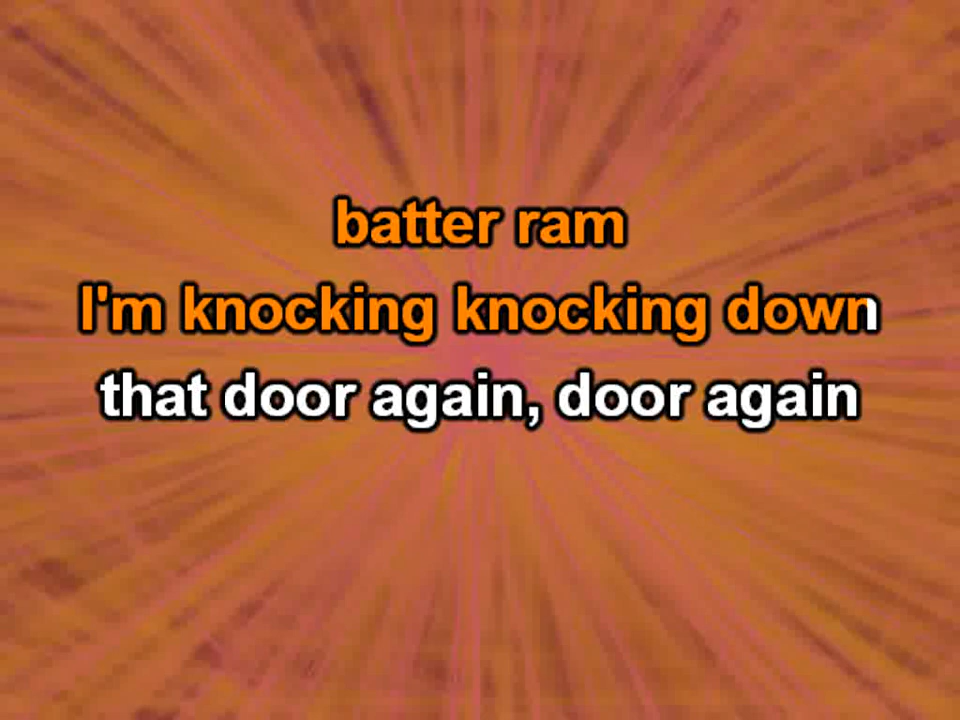 batter ram
I'm knocking knocking down
that door again, door again